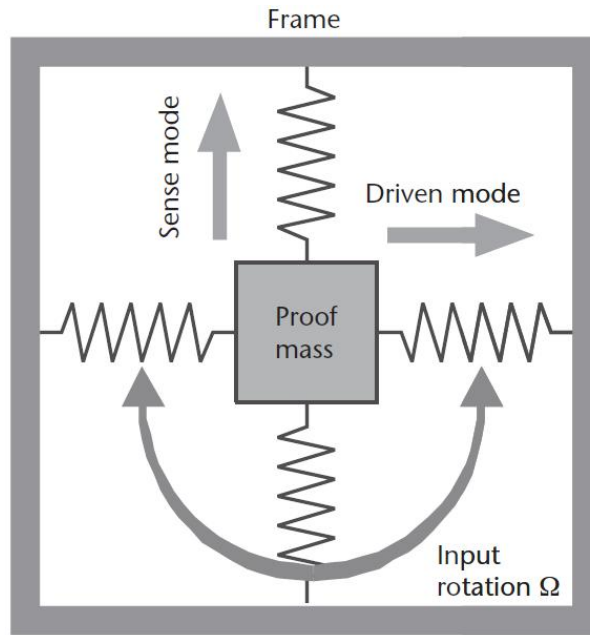 Frame
Sense mode
Driven mode
Proof
mass
Input
rotation Ω